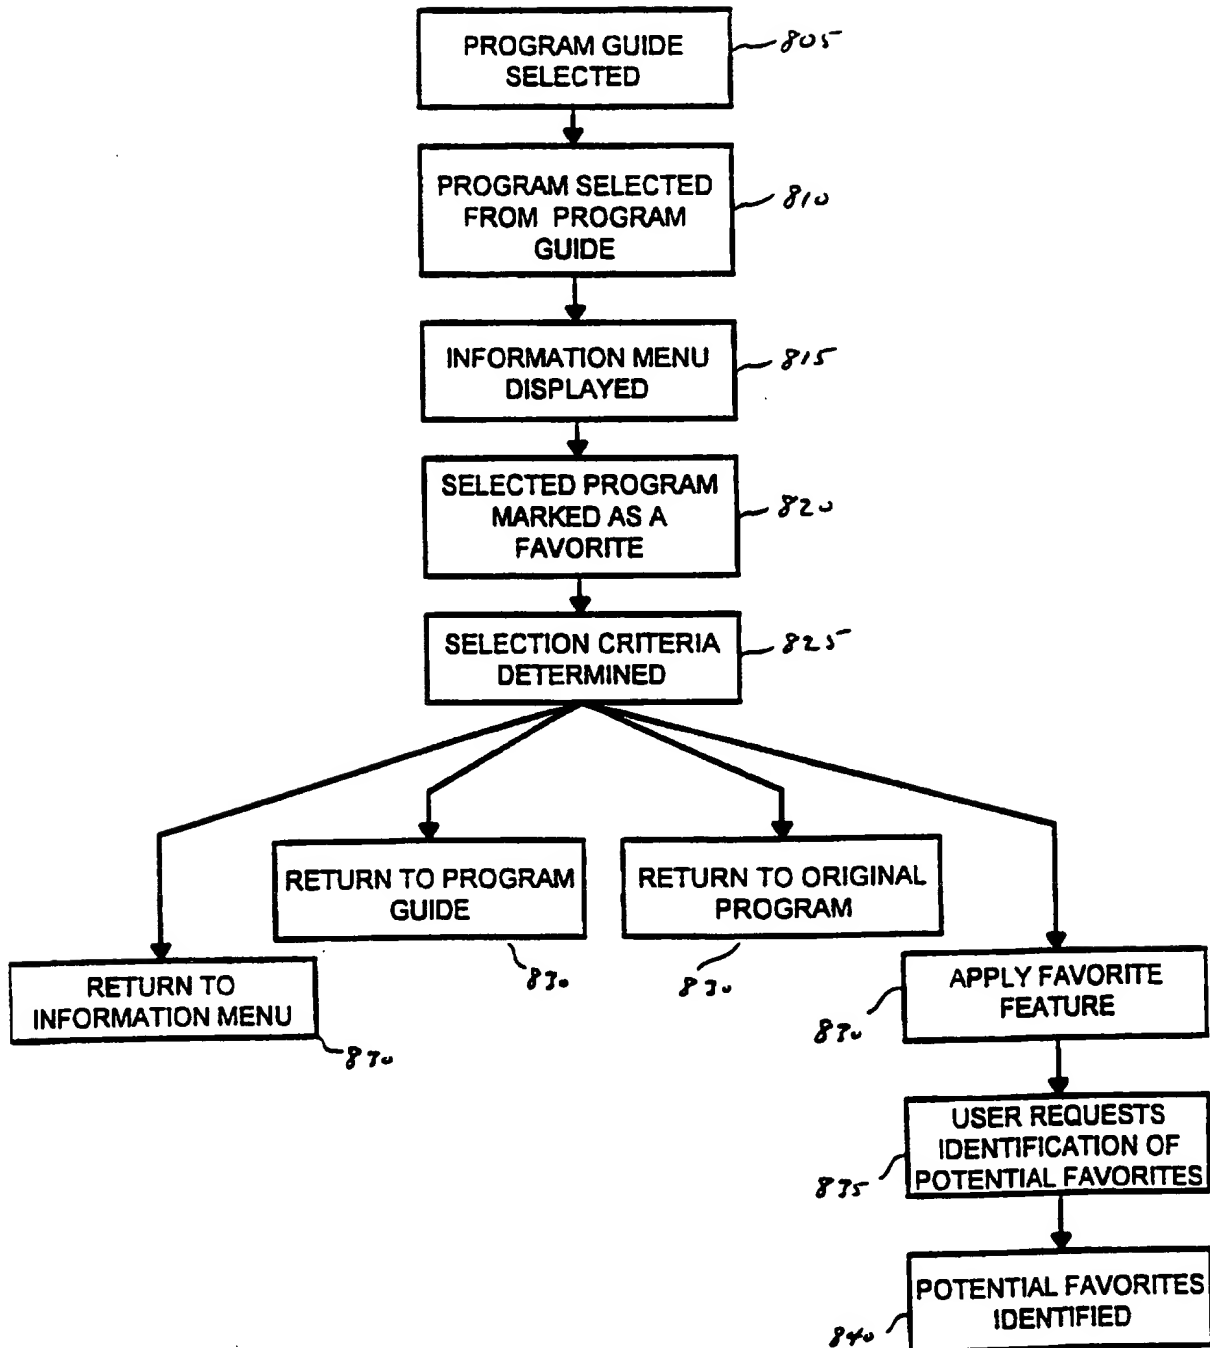 PROGRAM GUIDE
SELECTED
805
PROGRAM SELECTED
FROM PROGRAM
GUIDE
810
INFORMATION MENU
DISPLAYED
815
SELECTED PROGRAM
MARKED AS A
FAVORITE
820
SELECTION CRITERIA
DETERMINED
825
RETURN TO
INFORMATION MENU
830
RETURN TO PROGRAM
GUIDE
830
RETURN TO ORIGINAL
PROGRAM
830
APPLY FAVORITE
FEATURE
830
USER REQUESTS
IDENTIFICATION OF
POTENTIAL FAVORITES
835
POTENTIAL FAVORITES
IDENTIFIED
840